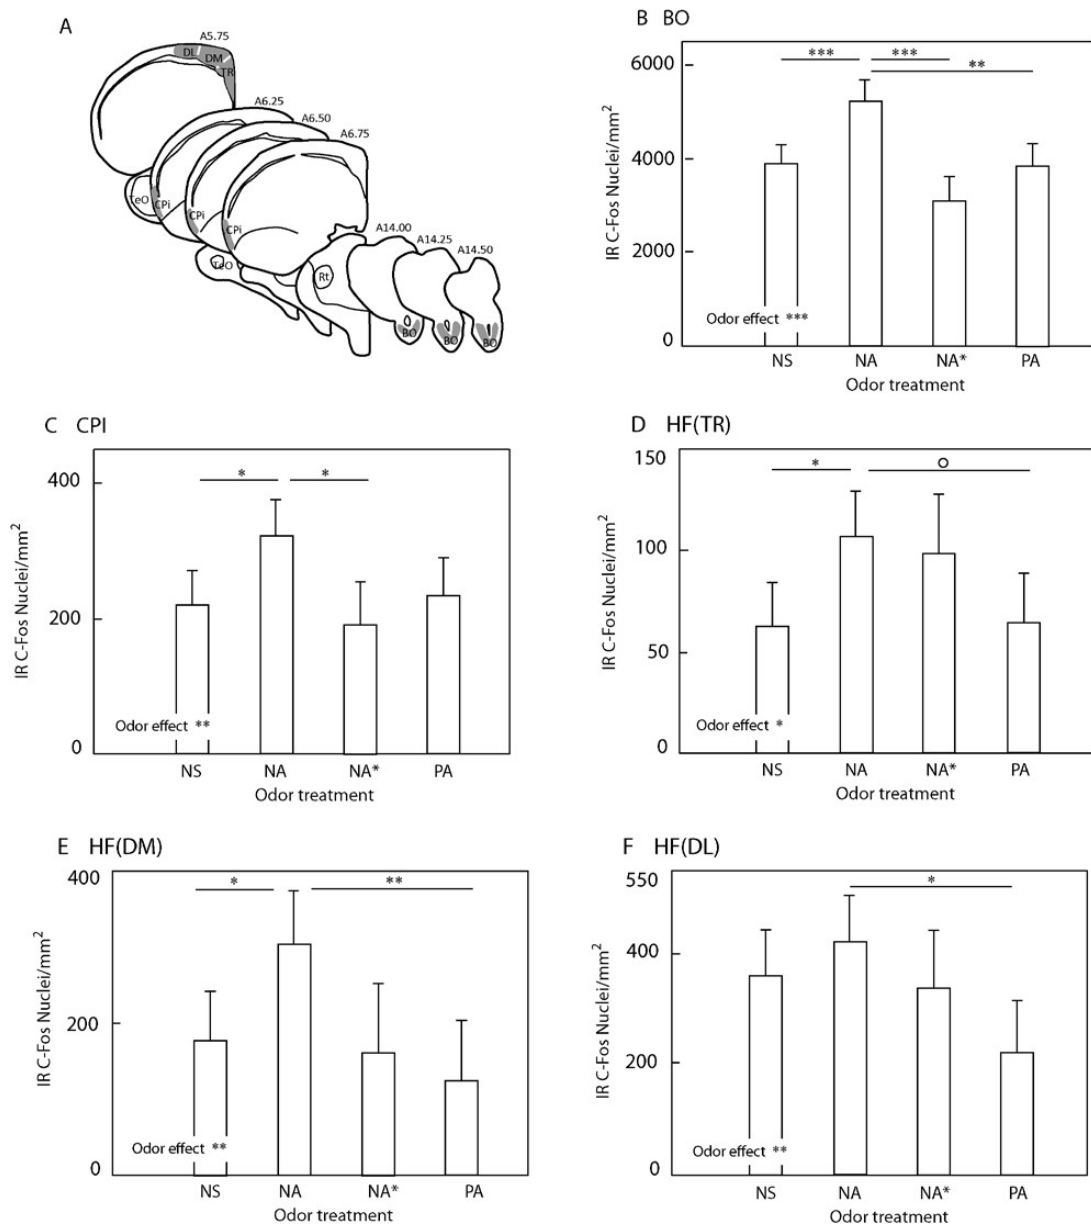 A
A5.75
DL
DM
TR
A6.25
A6.50
A6.75
TeO
CPi
CPi
CPi
TeO
Rt
A14.00
A14.25
A14.50
BO
BO
BO
B BO
IR C-Fos Nuclei/mm²
6000
4000
2000
0
***
***
**
Odor effect ***
NS NA NA* PA
Odor treatment
C CPI
IR C-Fos Nuclei/mm²
400
200
0
*
*
Odor effect **
NS NA NA* PA
Odor treatment
D HF(TR)
IR C-Fos Nuclei/mm²
150
100
50
0
*
O
Odor effect *
NS NA NA* PA
Odor treatment
E HF(DM)
IR C-Fos Nuclei/mm²
400
200
0
*
**
Odor effect **
NS NA NA* PA
Odor treatment
F HF(DL)
IR C-Fos Nuclei/mm²
550
400
200
0
*
Odor effect **
NS NA NA* PA
Odor treatment